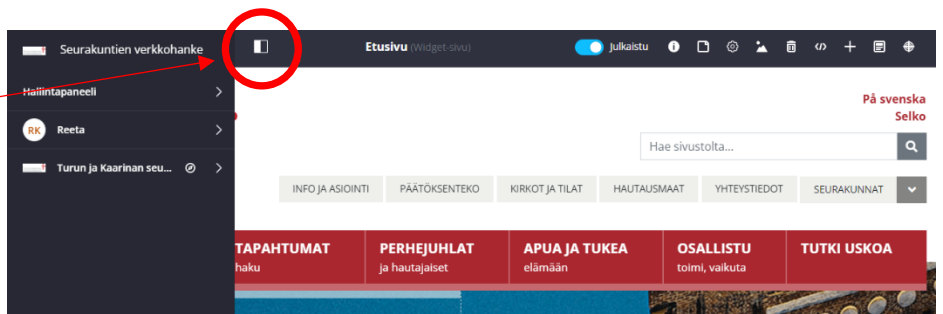 Seurakuntien verkkohanke
Etusivu (Widget-sivu)
Julkaistu
Hallintapaneeli
RK Reeta
Turun ja Kaarinan seu...
På svenska
Selko
Hae sivustolta...
INFO JA ASIOINTI PÄÄTÖKSENTEKO KIRKOT JA TILAT HAUTAUSMAAT YHTEYSTIEDOT SEURAKUNNAT
TAPAHTUMAT PERHEJUHLAT APUA JA TUKEA OSALLISTU TUTKI USKOA
haku ja hautajaiset elämään toimi, vaikuta